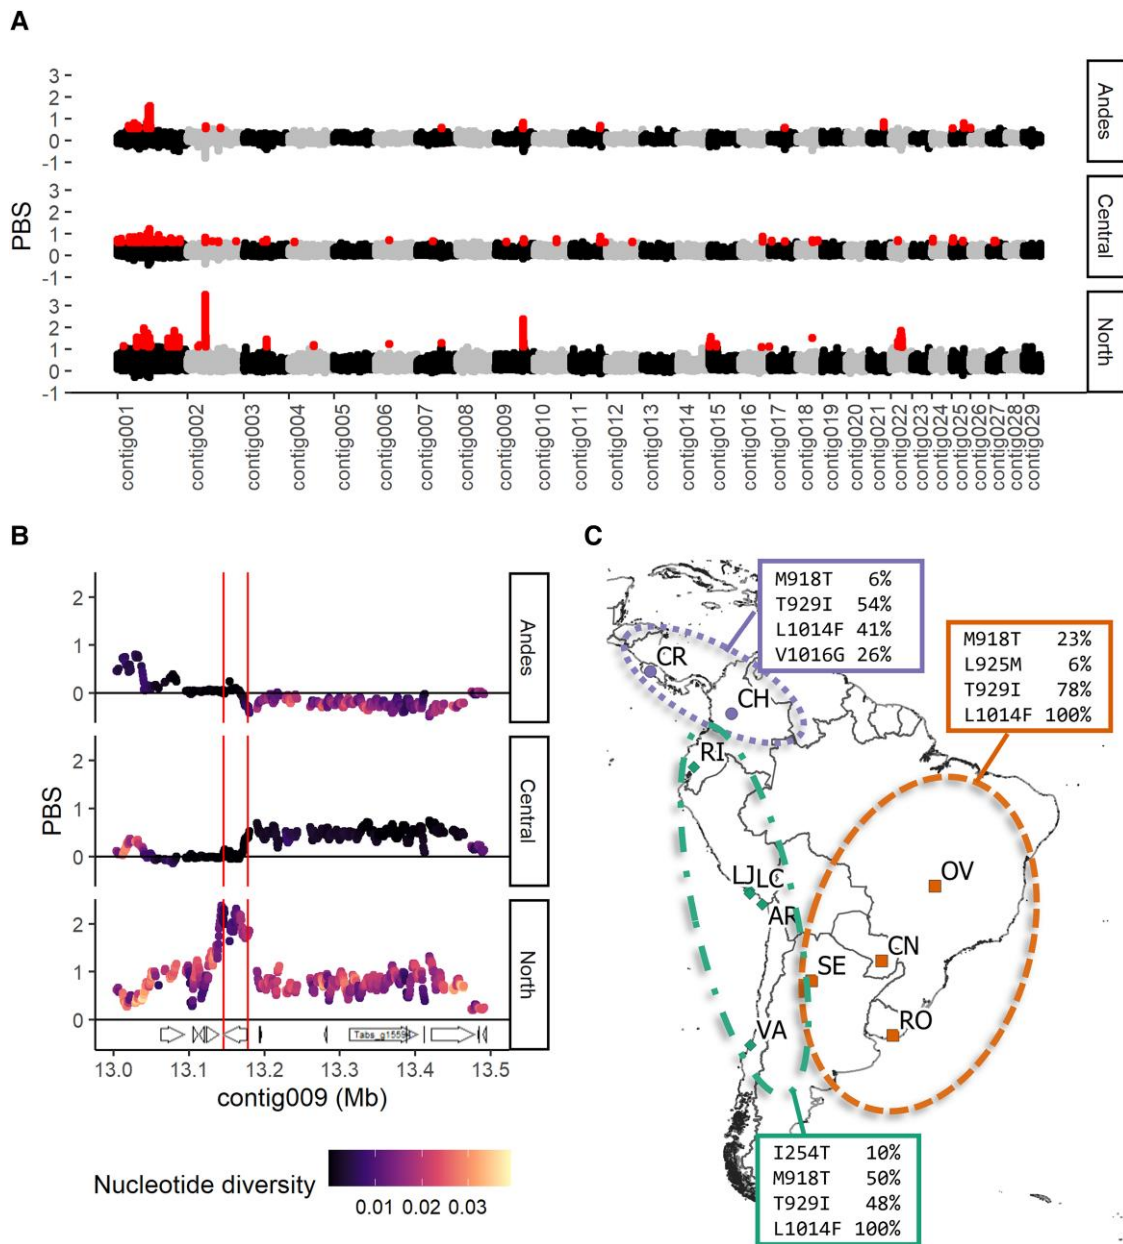 A
3
2
1
0
-1
Andes
3
2
1
0
-1
Central
3
2
1
0
-1
North
PBS
contig001
contig002
contig003
contig004
contig005
contig006
contig007
contig008
contig009
contig010
contig011
contig012
contig013
contig014
contig015
contig016
contig017
contig018
contig019
contig020
contig021
contig022
contig023
contig024
contig025
contig026
contig027
contig028
contig029
B
2
1
0
Andes
2
1
0
Central
2
1
0
North
PBS
Tabs_g1559
13.0 13.1 13.2 13.3 13.4 13.5
contig009 (Mb)
Nucleotide diversity
0.01 0.02 0.03
C
M918T 6%
T929I 54%
L1014F 41%
V1016G 26%
M918T 23%
L925M 6%
T929I 78%
L1014F 100%
CR
CH
RI
LJ LC
AR
OV
CN
SE
RO
VA
I254T 10%
M918T 50%
T929I 48%
L1014F 100%